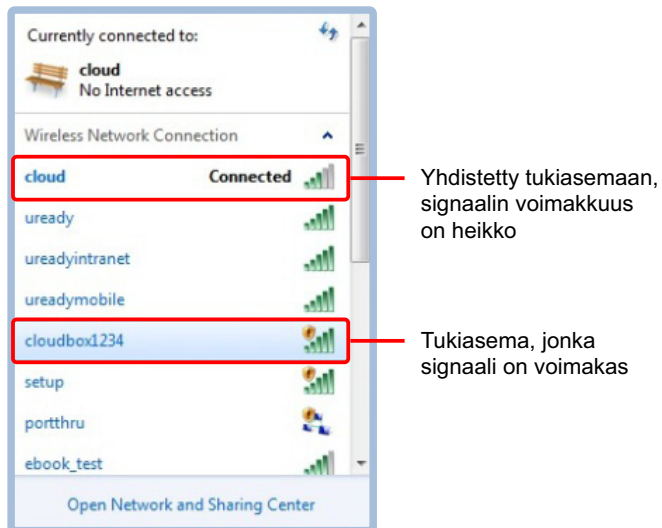 Currently connected to:
cloud
No Internet access
Wireless Network Connection
cloud Connected
Yhdistetty tukiasemaan,
signaalin voimakkuus
on heikko
uready
ureadyintranet
ureadymobile
cloudbox1234
Tukiasema, jonka
signaali on voimakas
setup
portthru
ebook_test
Open Network and Sharing Center